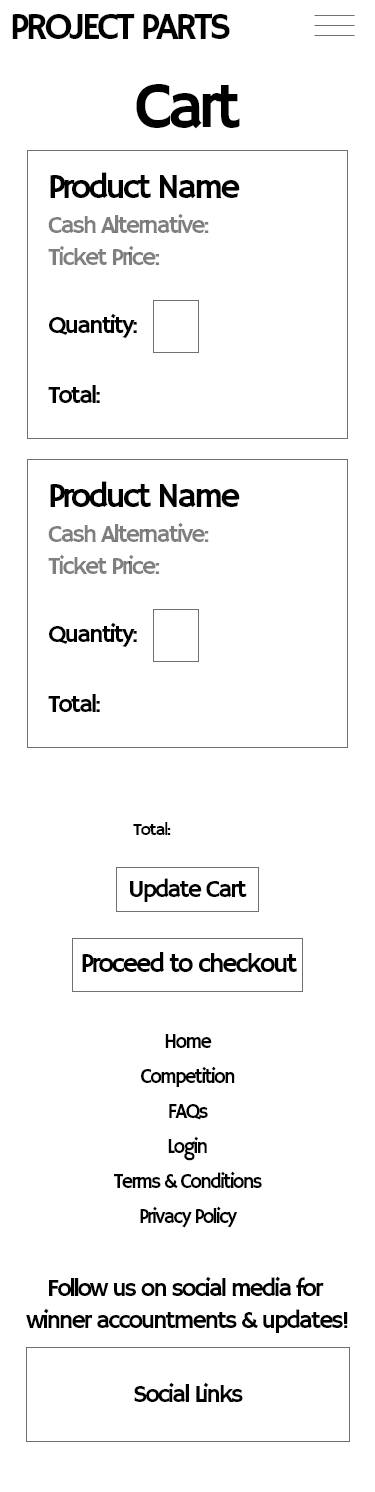 PROJECT PARTS
Cart
Product Name
Cash Alternative:
Ticket Price:
Quantity:
Total:
Product Name
Cash Alternative:
Ticket Price:
Quantity:
Total:
Total:
Update Cart
Proceed to checkout
Home
Competition
FAQs
Login
Terms & Conditions
Privacy Policy
Follow us on social media for
winner accountments & updates!
Social Links